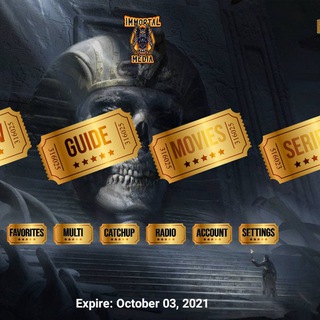 IMMORTAL
MEDIA
GUIDE
MOVIES
FAVORITES
MULTI
CATCHUP
RADIO
ACCOUNT
SETTINGS
Expire: October 03, 2021